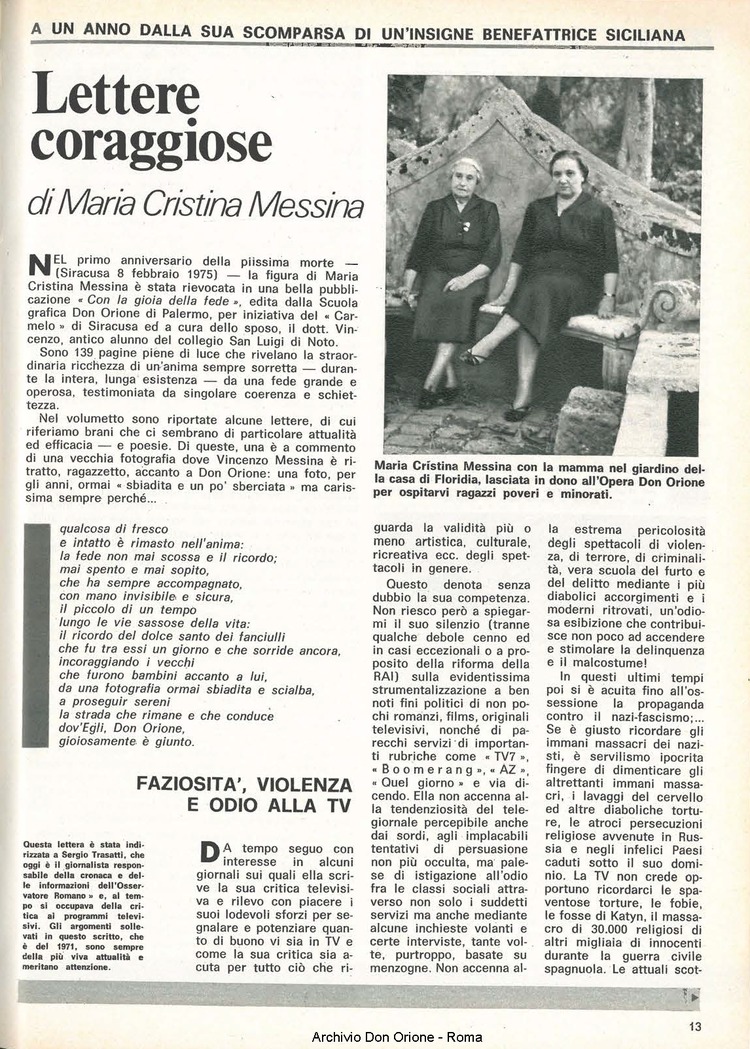 A UN ANNO DALLA SUA SCOMPARSA DI UN'INSIGNE BENEFATTRICE SICILIANA
Lettere
coraggiose
di Maria Cristina Messina
NEL primo anniversario della piissima morte —
(Siracusa 8 febbraio 1975) — la figura di Maria
Cristina Messina è stata rievocata in una bella pubbli-
cazione « Con la gioia della fede », edita dalla Scuola
grafica Don Orione di Palermo, per iniziativa del « Car-
melo » di Siracusa ed a cura dello sposo, il dott. Vin-
cenzo, antico alunno del collegio San Luigi di Noto.
Sono 139 pagine piene di luce che rivelano la straor-
dinaria ricchezza di un'anima sempre sorretta — duran-
te la intera, lunga esistenza — da una fede grande e
operosa, testimoniata da singolare coerenza e schiet-
tezza.
Nel volumetto sono riportate alcune lettere, di cui
riferiamo brani che ci sembrano di particolare attualità
ed efficacia — e poesie. Di queste, una è a commento
di una vecchia fotografia dove Vincenzo Messina è ri-
tratto, ragazzetto, accanto a Don Orione: una foto, per
gli anni, ormai « sbiadita e un po' sberciata » ma caris-
sima sempre perché...
Maria Cristina Messina con la mamma nel giardino del-
la casa di Floridia, lasciata in dono all'Opera Don Orione
per ospitarvi ragazzi poveri e minorati.
qualcosa di fresco
e intatto è rimasto nell'anima:
la fede non mai scossa e il ricordo;
mai spento e mai sopito,
che ha sempre accompagnato,
con mano invisibile e sicura,
il piccolo di un tempo
lungo le vie sassose della vita:
il ricordo del dolce santo dei fanciulli
che fu tra essi un giorno e che sorride ancora,
incoraggiando i vecchi
che furono bambini accanto a lui,
da una fotografia ormai sbiadita e scialba,
a proseguir sereni
la strada che rimane e che conduce
dov'Egli, Don Orione,
gioiosamente è giunto.
FAZIOSITA', VIOLENZA
E ODIO ALLA TV
Questa lettera è stata indi-
rizzata a Sergio Trasatti, che
oggi è il giornalista respon-
sabile della cronaca e del-
le informazioni dell'Osser-
vatore Romano » e, al tem-
po si occupava della cri-
tica ai programmi televi-
sivi. Gli argomenti solle-
vati in questo scritto, che
è del 1971, sono sempre
della più viva attualità e
meritano attenzione.
DA tempo seguo con
interesse in alcuni
giornali sui quali ella scri-
ve la sua critica televisi-
va e rilevo con piacere i
suoi lodevoli sforzi per se-
gnalare e potenziare quan-
to di buono vi sia in TV e
come la sua critica sia a-
cuta per tutto ciò che ri-
guarda la validità più o
meno artistica, culturale,
ricreativa ecc. degli spet-
tacoli in genere.
Questo denota senza
dubbio la sua competenza.
Non riesco però a spiegar-
mi il suo silenzio (tranne
qualche debole cenno ed
in casi eccezionali o a pro-
posito della riforma della
RAI) sulla evidentissima
strumentalizzazione a ben
noti fini politici di non po-
chi romanzi, films, originali
televisivi, nonché di pa-
recchi servizi di importan-
ti rubriche come « TV7 »,
« Boomerang », « AZ »,
« Quel giorno » e via di-
cendo. Ella non accenna al-
la tendenziosità del tele-
giornale percepibile anche
dai sordi, agli implacabili
tentativi di persuasione
non più occulta, ma pale-
se di istigazione all'odio
fra le classi sociali attra-
verso non solo i suddetti
servizi ma anche mediante
alcune inchieste volanti e
certe interviste, tante vol-
te, purtroppo, basate su
menzogne. Non accenna al-
la estrema pericolosità
degli spettacoli di violen-
za, di terrore, di criminali-
tà, vera scuola del furto e
del delitto mediante i più
diabolici accorgimenti e i
moderni ritrovati, un'odio-
sa esibizione che contribui-
sce non poco ad accendere
e stimolare la delinquenza
e il malcostume!
In questi ultimi tempi
poi si è acuita fino all'os-
sessione la propaganda
contro il nazi-fascismo;...
Se è giusto ricordare gli
immani massacri dei nazi-
sti, è servilismo ipocrita
fingere di dimenticare gli
altrettanti immani massa-
cri, i lavaggi del cervello
ed altre diaboliche tortu-
re, le atroci persecuzioni
religiose avvenute in Rus-
sia e negli infelici Paesi
caduti sotto il suo domi-
nio. La TV non crede op-
portuno ricordarci le spa-
ventose torture, le fobie,
le fosse di Katyn, il massa-
cro di 30.000 religiosi di
altri migliaia di innocenti
durante la guerra civile
spagnuola. Le attuali scot-
13
Archivio Don Orione - Roma